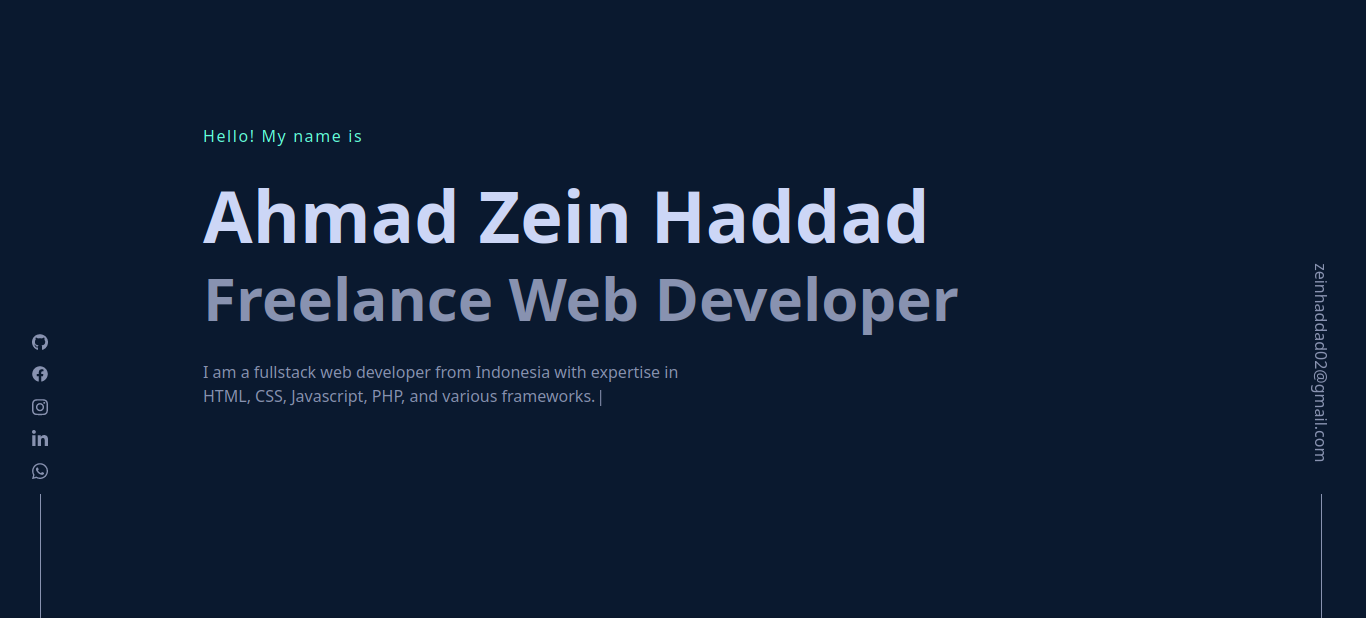 Hello! My name is
Ahmad Zein Haddad
Freelance Web Developer
I am a fullstack web developer from Indonesia with expertise in
HTML, CSS, Javascript, PHP, and various frameworks.|
zeinhaddad02@gmail.com